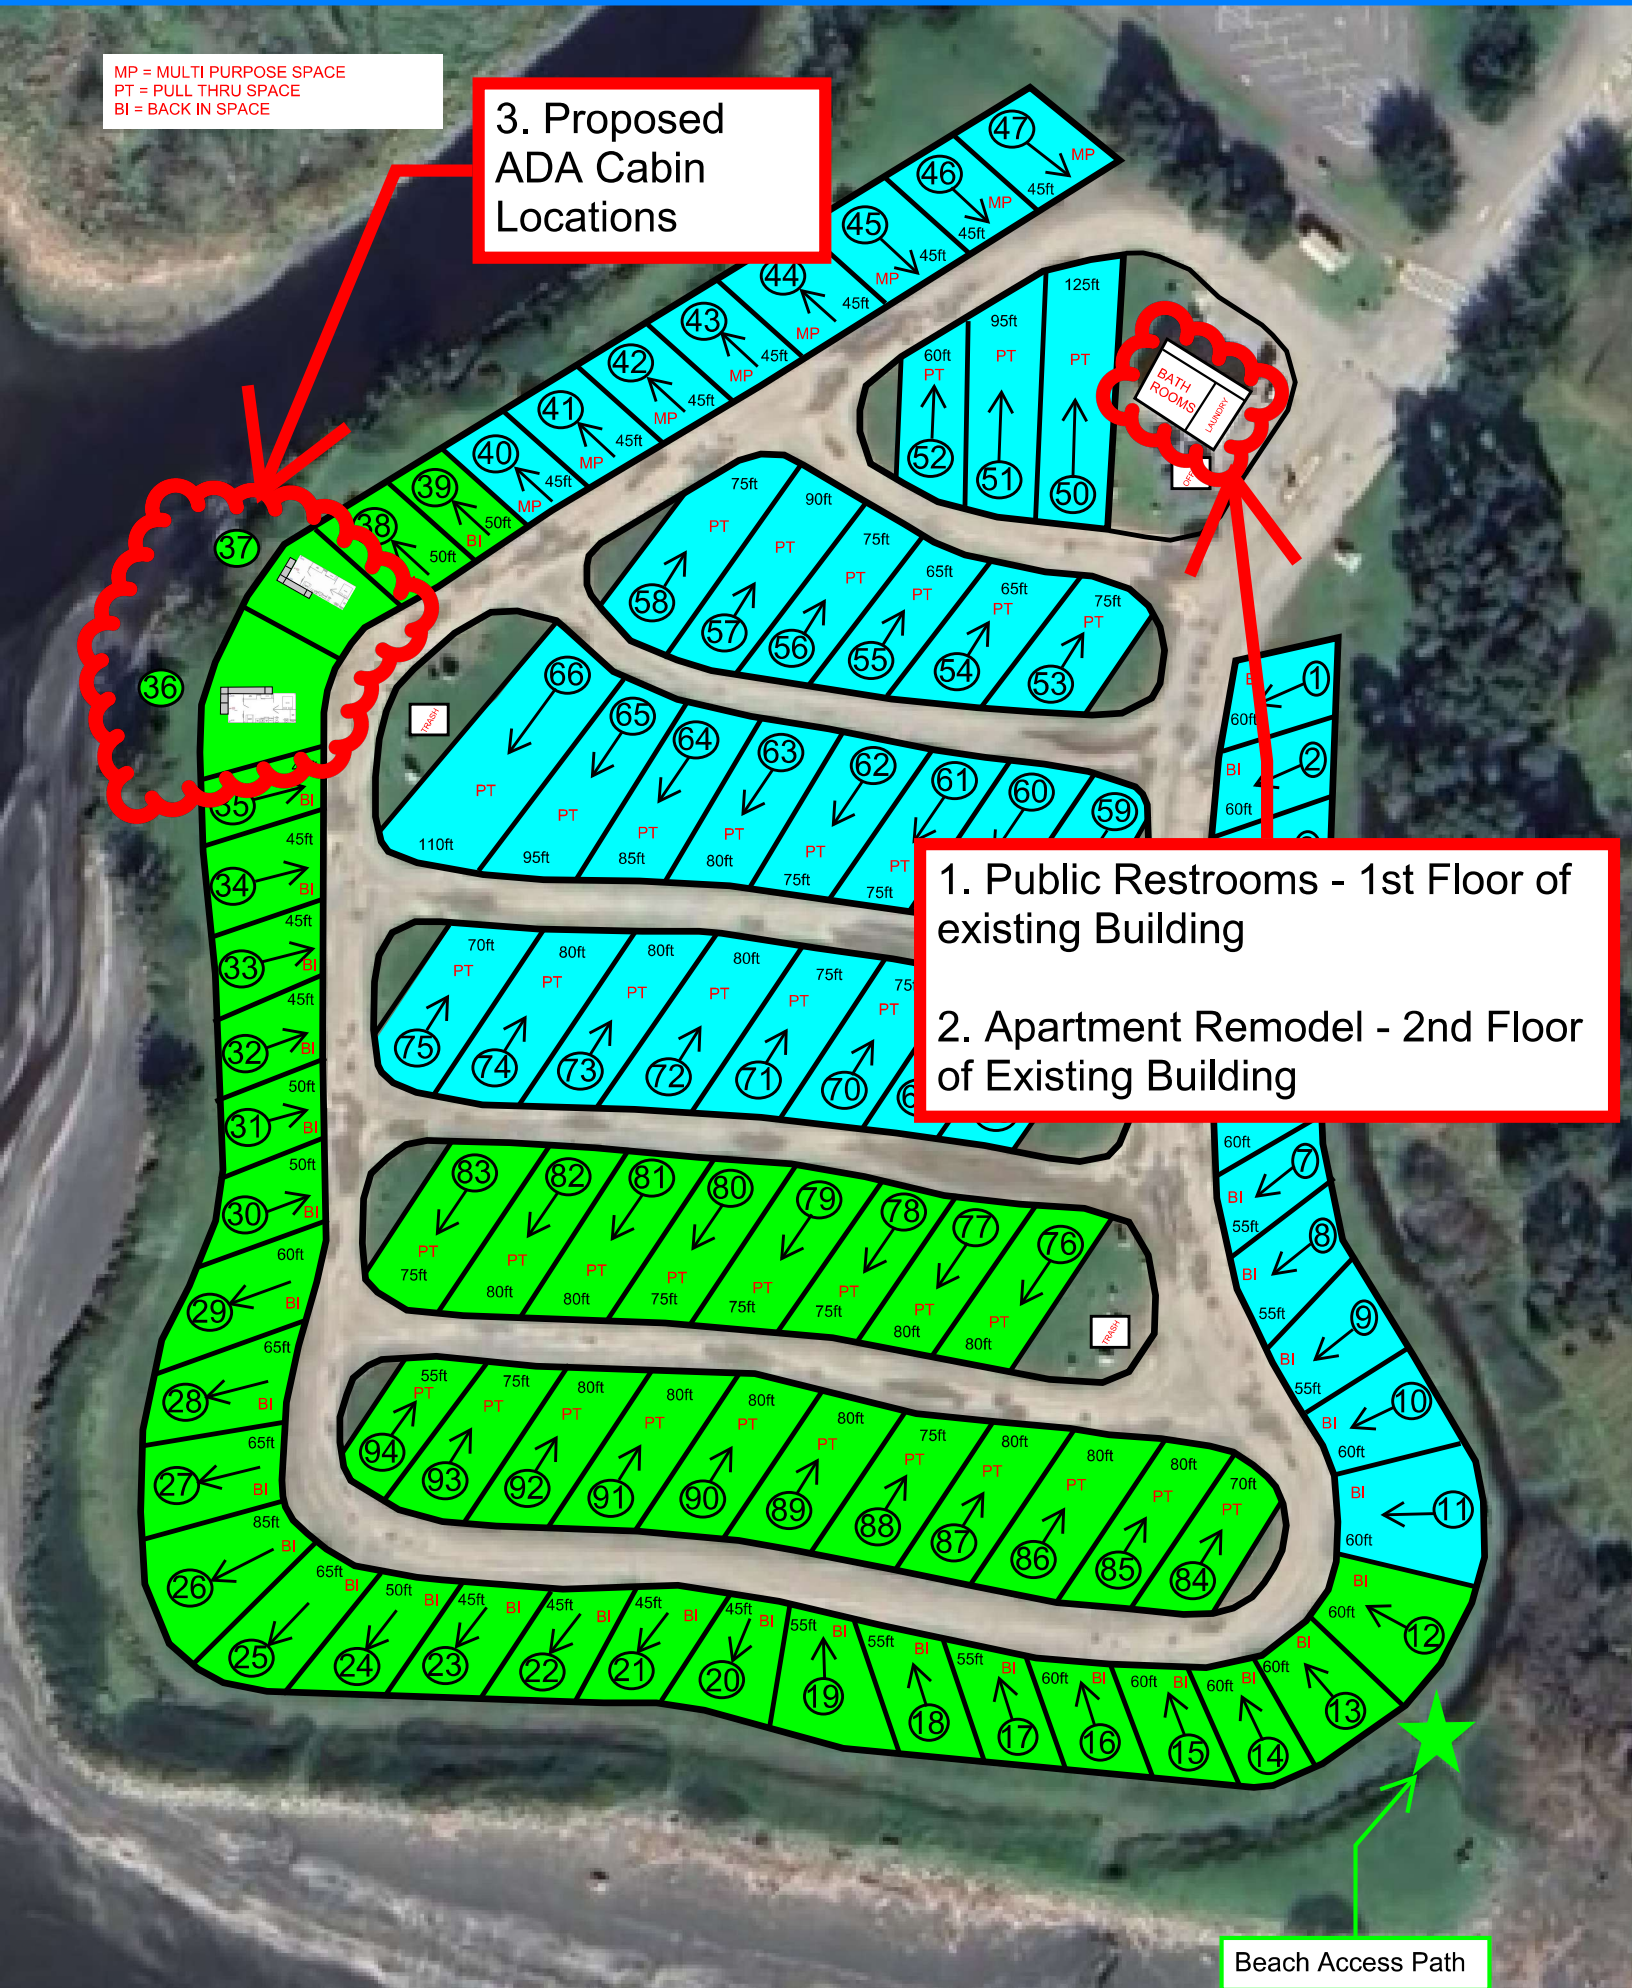 MP = MULTI PURPOSE SPACE
PT = PULL THRU SPACE
BI = BACK IN SPACE
3. Proposed
ADA Cabin
Locations
47
MP
45ft
46
MP
45ft
45
MP
45ft
44
MP
45ft
43
MP
45ft
42
MP
45ft
41
MP
45ft
40
MP
45ft
39
BI
50ft
38
50ft
37
36
125ft
PT
50
95ft
PT
51
60ft
PT
52
BATH
ROOMS
LAUNDRY
75ft
PT
58
90ft
PT
57
75ft
PT
56
65ft
PT
55
65ft
PT
54
75ft
PT
53
TRASH
66
PT
110ft
65
PT
95ft
64
PT
85ft
63
PT
80ft
62
PT
75ft
61
PT
75ft
60
59
1
60ft
2
BI
60ft
1. Public Restrooms - 1st Floor of
existing Building
2. Apartment Remodel - 2nd Floor
of Existing Building
35
BI
45ft
34
BI
45ft
33
BI
45ft
32
BI
50ft
31
BI
50ft
30
BI
60ft
29
BI
65ft
28
BI
65ft
27
BI
85ft
26
BI
70ft
PT
75
80ft
PT
74
80ft
PT
73
80ft
PT
72
75ft
PT
71
75
PT
70
60ft
7
BI
55ft
8
BI
55ft
9
BI
55ft
10
BI
60ft
11
BI
60ft
83
PT
75ft
82
PT
80ft
81
PT
80ft
80
PT
75ft
79
PT
75ft
78
PT
75ft
77
PT
80ft
76
PT
80ft
TRASH
55ft
PT
94
75ft
PT
93
80ft
PT
92
80ft
PT
91
80ft
PT
90
80ft
PT
89
75ft
PT
88
80ft
PT
87
80ft
PT
86
80ft
PT
85
70ft
PT
84
65ft
BI
25
50ft
BI
24
45ft
BI
23
45ft
BI
22
45ft
BI
21
45ft
BI
20
55ft
BI
19
55ft
BI
18
55ft
BI
17
60ft
BI
16
60ft
BI
15
60ft
BI
14
60ft
BI
13
60ft
BI
12
Beach Access Path